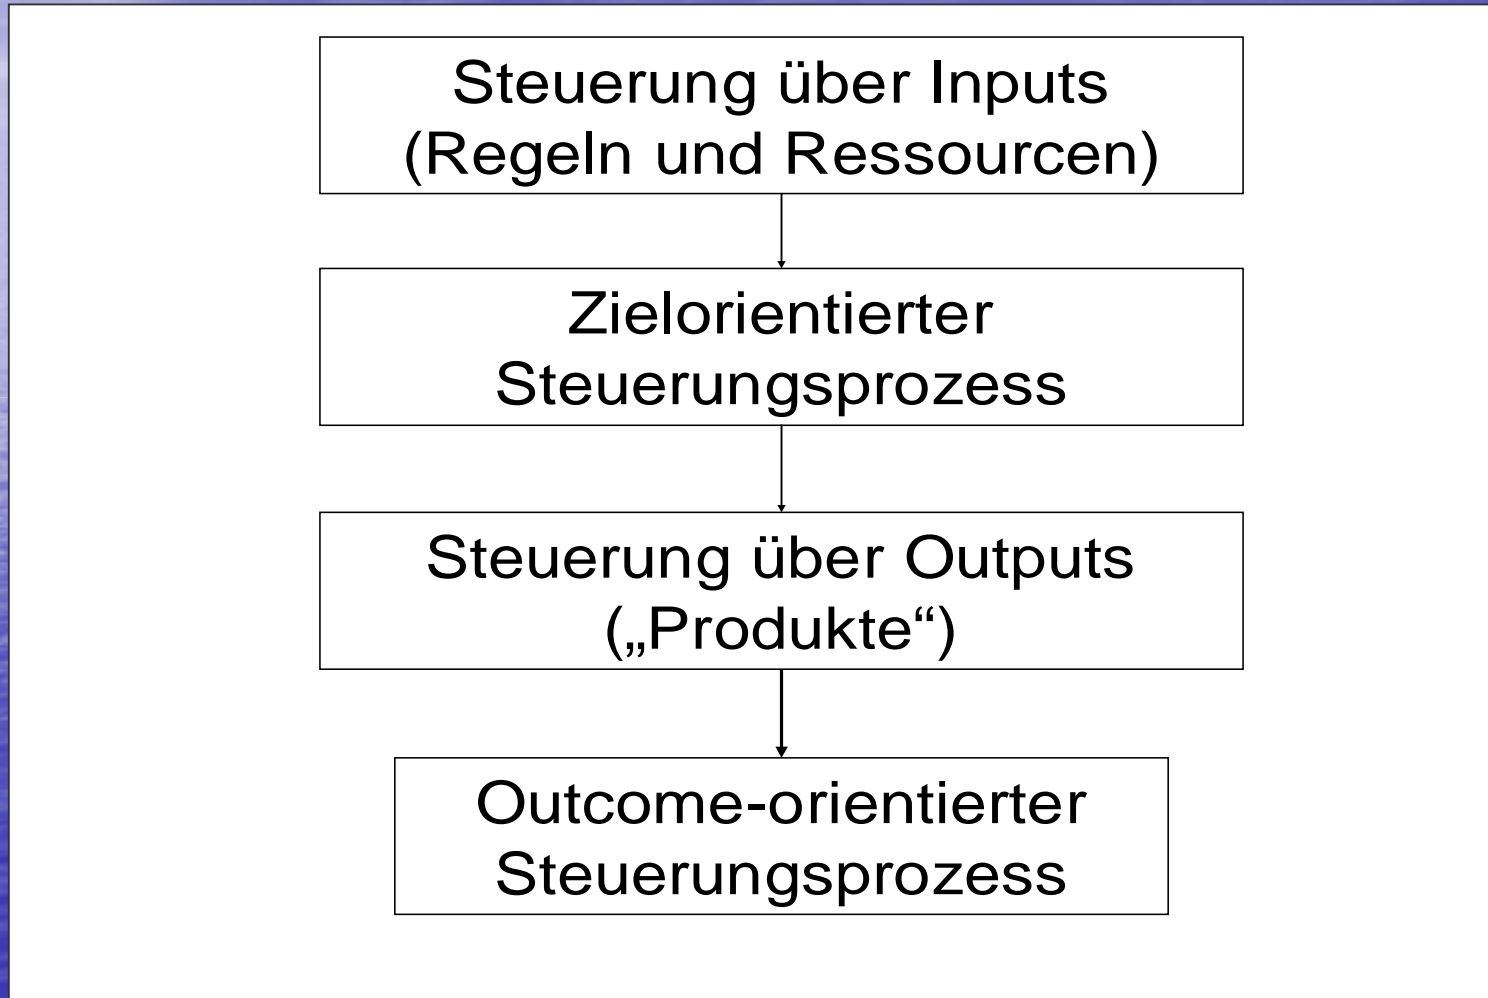 Steuerung über Inputs
(Regeln und Ressourcen)
Zielorientierter
Steuerungsprozess
Steuerung über Outputs
(„Produkte“)
Outcome-orientierter
Steuerungsprozess